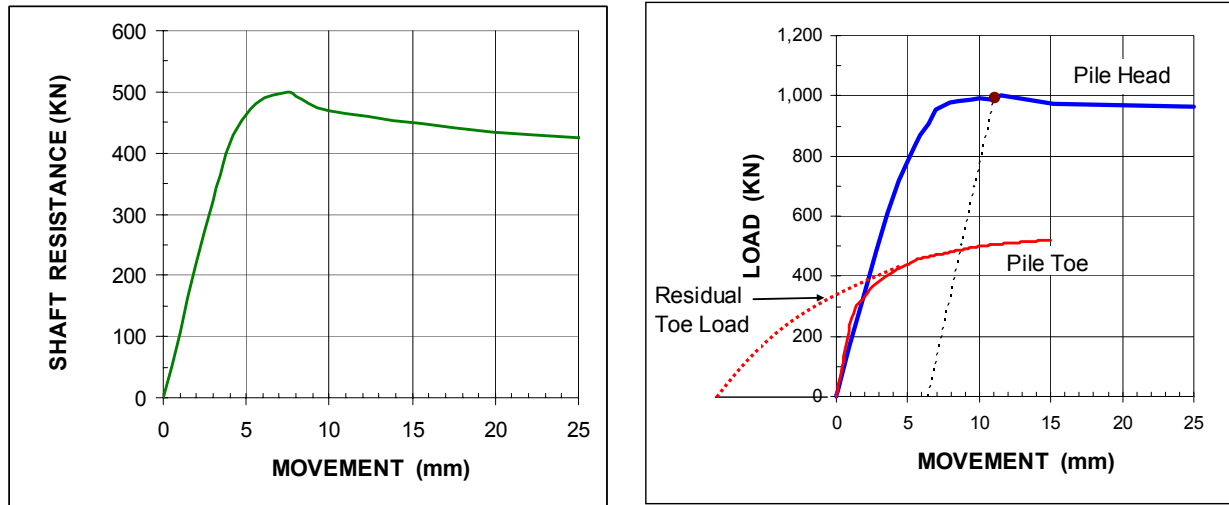 SHAFT RESISTANCE (KN)
600
500
400
300
200
100
0
0 5 10 15 20 25
MOVEMENT (mm)
LOAD (KN)
1,200
1,000
800
600
400
200
0
Pile Head
Pile Toe
Residual
Toe Load
0 5 10 15 20 25
MOVEMENT (mm)